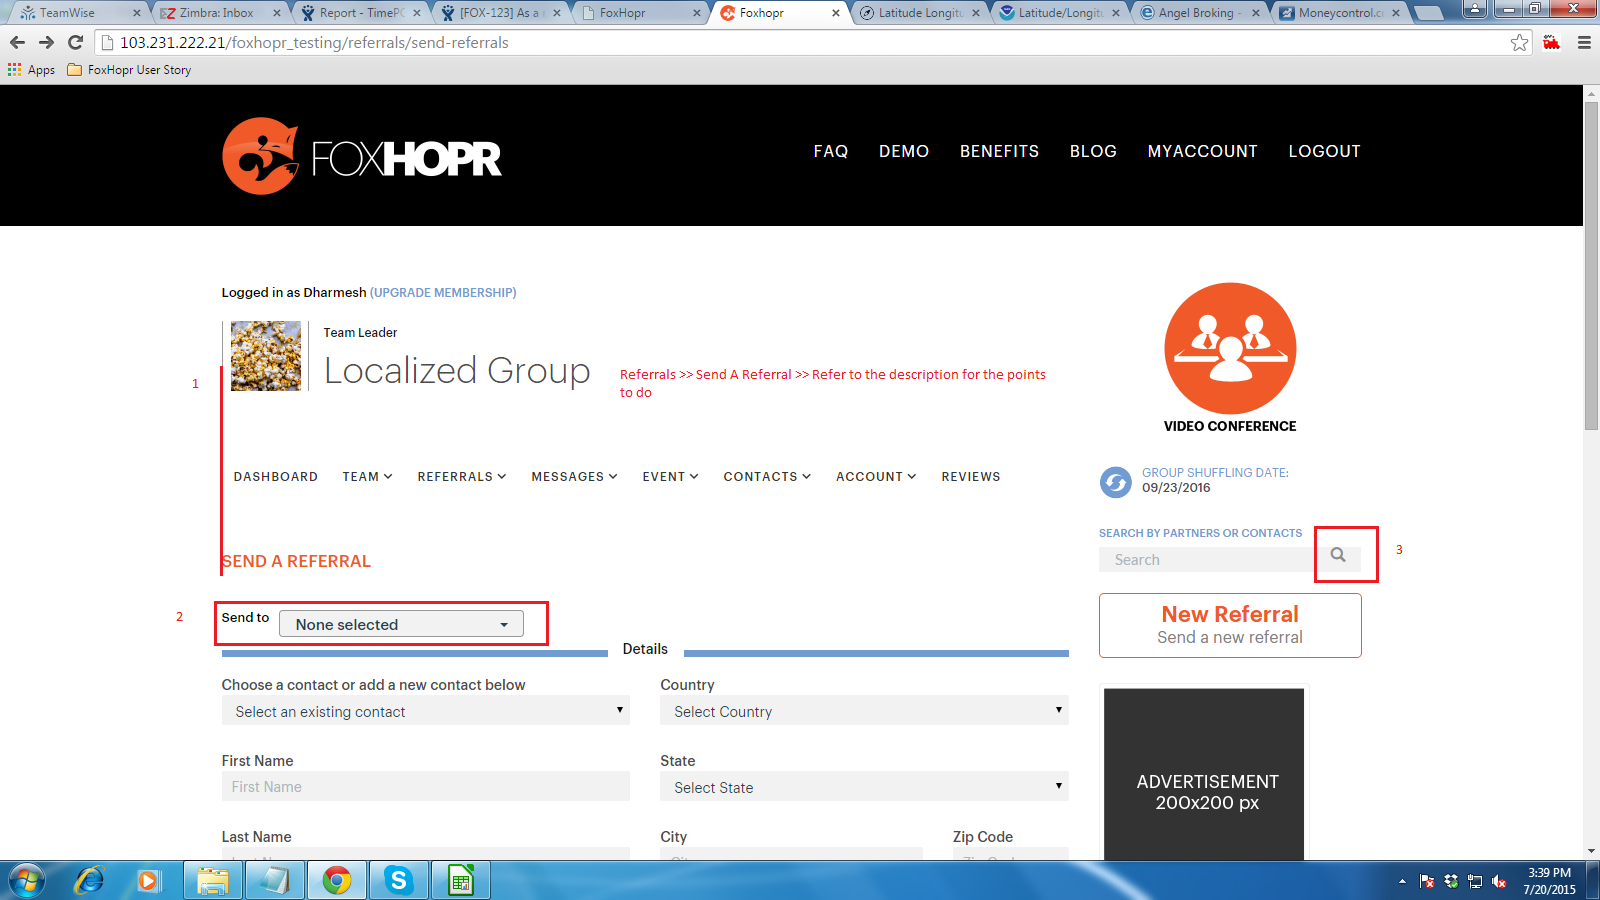 TeamWise
Zimbra: Inbox
Report - TimePC
[FOX-123] As a
FoxHopr
Foxhopr
Latitude Longitu
Latitude/Longitu
Angel Broking -
Moneycontrol.c
103.231.222.21/foxhopr_testing/referrals/send-referrals
Apps
FoxHopr User Story
FOXHOPR
FAQ DEMO BENEFITS BLOG MYACCOUNT LOGOUT
Logged in as Dharmesh (UPGRADE MEMBERSHIP)
Team Leader
Localized Group
1
Referrals >> Send A Referral >> Refer to the description for the points
to do
VIDEO CONFERENCE
DASHBOARD TEAM REFERRALS MESSAGES EVENT CONTACTS ACCOUNT REVIEWS
GROUP SHUFFLING DATE:
09/23/2016
SEARCH BY PARTNERS OR CONTACTS
Search
3
SEND A REFERRAL
2
Send to
None selected
New Referral
Send a new referral
Details
Choose a contact or add a new contact below
Select an existing contact
Country
Select Country
First Name
First Name
State
Select State
Last Name
City
Zip Code
ADVERTISEMENT
200x200 px
3:39 PM
7/20/2015